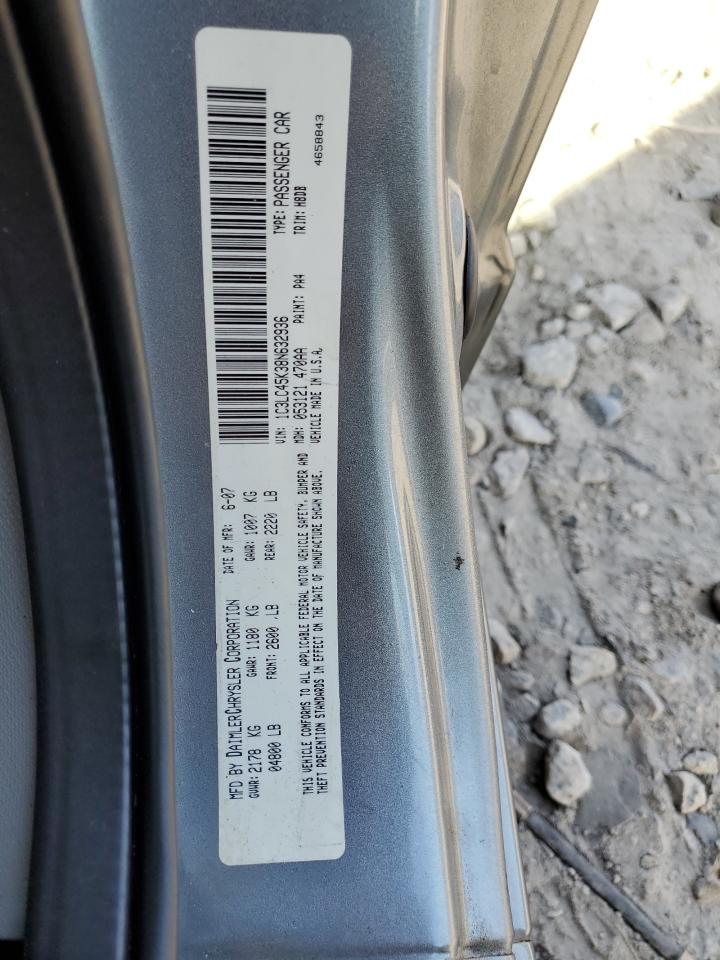 MFD BY DAIMLERCHRYSLER CORPORATION DATE OF MFR: 6-07
GVWR: 2178 KG GAWR: 1180 KG GAWR: 1007 KG
04800 LB FRONT: 2600 LB REAR: 2220 LB
THIS VEHICLE CONFORMS TO ALL APPLICABLE FEDERAL MOTOR VEHICLE SAFETY, BUMPER AND
THEFT PREVENTION STANDARDS IN EFFECT ON THE DATE OF MANUFACTURE SHOWN ABOVE.
VIN: 1C3LC45K38N632936 TYPE: PASSENGER CAR
MDH: 053121 470AA PAINT: PA4 TRIM: M8DB
VEHICLE MADE IN U.S.A. 4658843